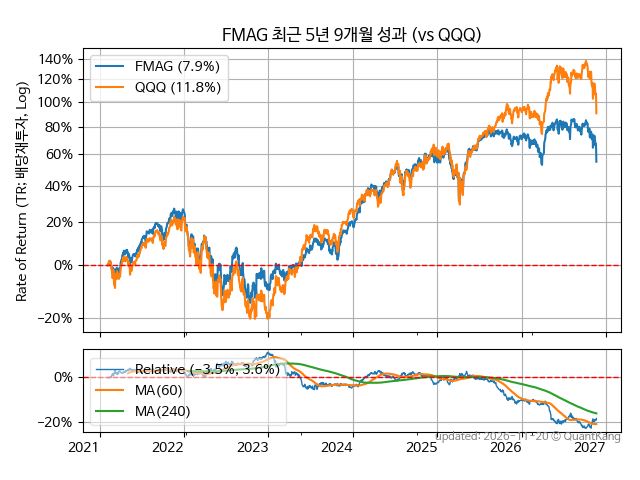 FMAG 최근 5년 9개월 성과 (vs QQQ)
Rate of Return (TR: 배당재투자, Log)
140%
120%
100%
80%
60%
40%
20%
0%
−20%
FMAG (7.9%)
QQQ (11.8%)
0%
−20%
Relative (−3.5%, 3.6%)
MA(60)
MA(240)
updated: 2026-11-20 © QuantKang
2021 2022 2023 2024 2025 2026 2027